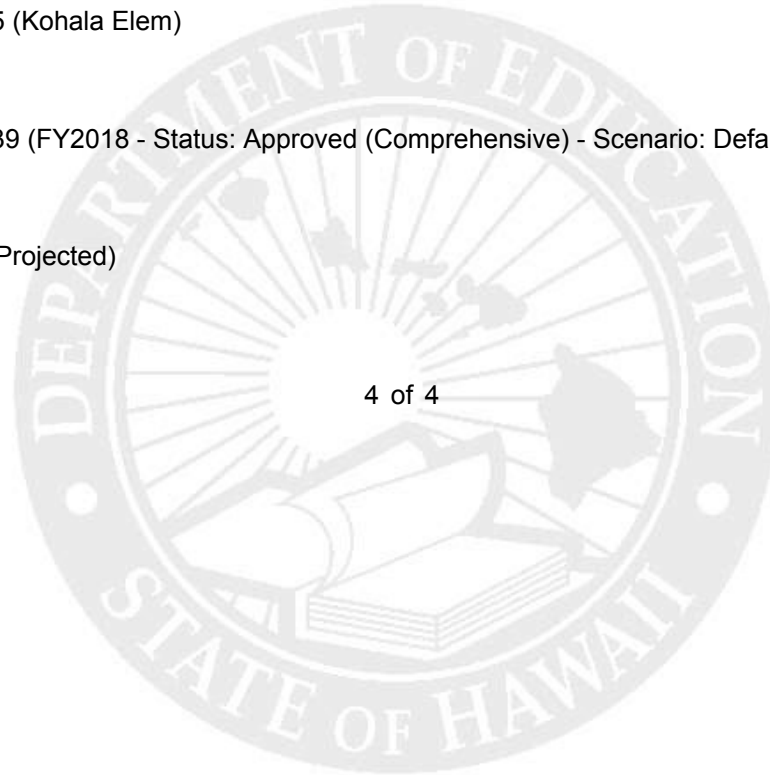 5 (Kohala Elem)
39 (FY2018 - Status: Approved (Comprehensive) - Scenario: Defa
Projected)
4 of 4
DEPARTMENT OF EDUCATION
STATE OF HAWAII